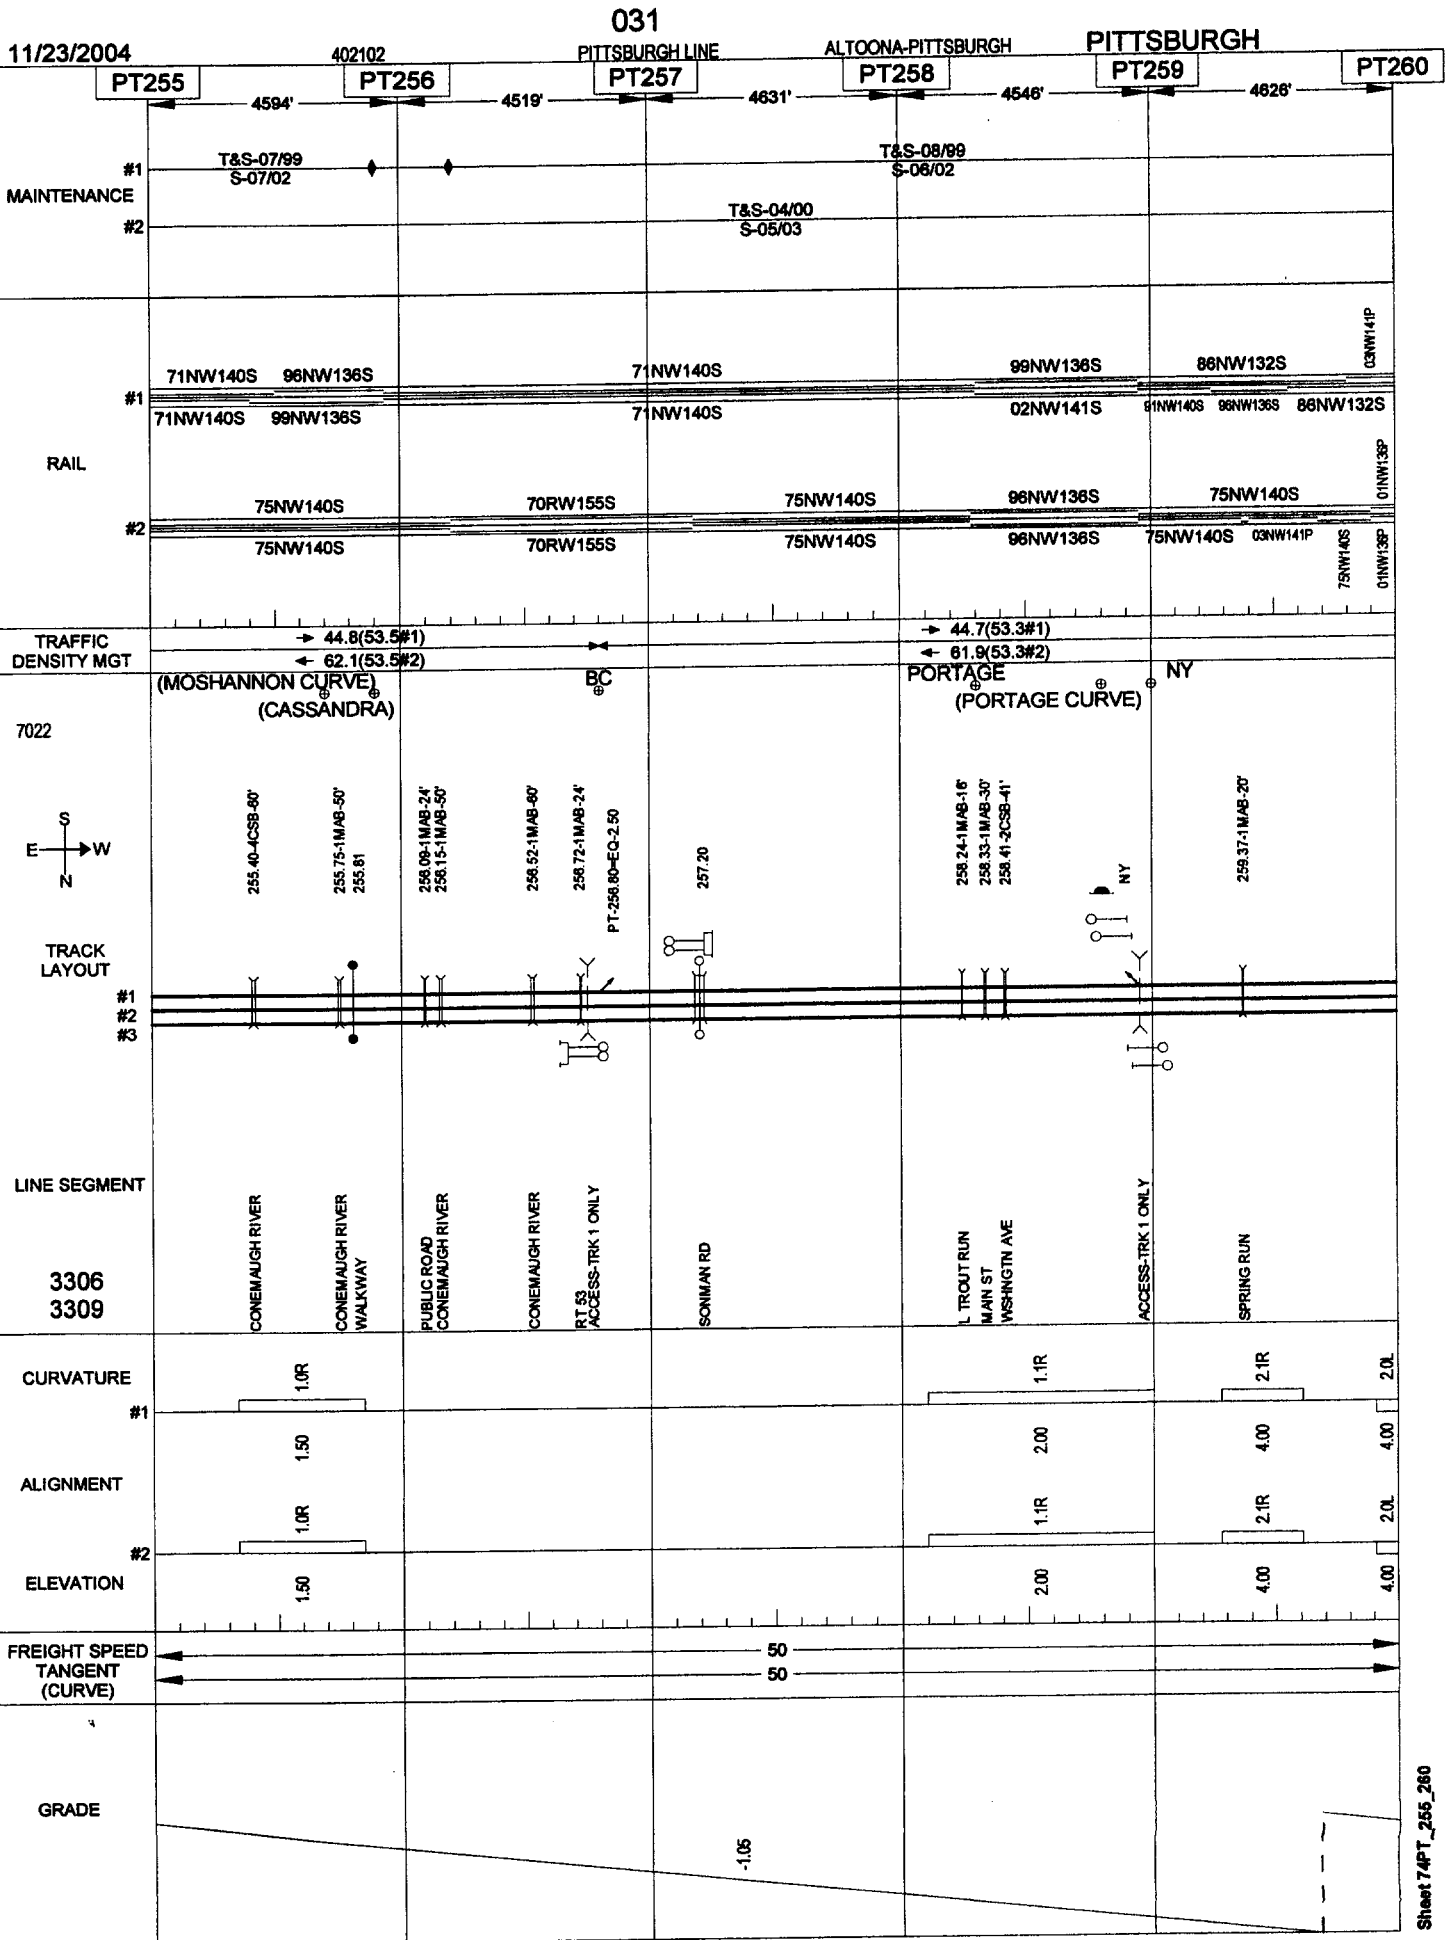 031
11/23/2004 402102 PITTSBURGH LINE ALTOONA-PITTSBURGH PITTSBURGH
PT255 PT256 PT257 PT258 PT259 PT260
4594' 4519' 4631' 4546' 4626'
MAINTENANCE
#1 T&S-07/99 T&S-08/99
S-07/02 S-06/02
#2 T&S-04/00
S-05/03
RAIL
03NW141P
71NW140S 96NW136S 71NW140S 99NW136S 86NW132S
#1
71NW140S 99NW136S 71NW140S 02NW141S 91NW140S 96NW136S 86NW132S
01NW136P
75NW140S 70RW155S 75NW140S 96NW136S 75NW140S
#2
75NW140S 70RW155S 75NW140S 96NW136S 75NW140S 03NW141P
75NW140S
01NW136P
TRAFFIC
DENSITY MGT
→ 44.8(53.5#1) → 44.7(53.3#1)
← 62.1(53.5#2) ← 61.9(53.3#2)
(MOSHANNON CURVE) BC PORTAGE NY
(CASSANDRA) (PORTAGE CURVE)
7022
S
E W
N
255.40-4CSB-60'
255.75-1MAB-50'
255.81
256.09-1MAB-24'
256.15-1MAB-50'
256.52-1MAB-60'
256.72-1MAB-24'
PT-256.80=EQ-2.50
257.20
258.24-1MAB-16'
258.33-1MAB-30'
258.41-2CSB-41'
NY
259.37-1MAB-20'
TRACK
LAYOUT
#1
#2
#3
LINE SEGMENT
3306
3309
CONEMAUGH RIVER
CONEMAUGH RIVER
WALKWAY
PUBLIC ROAD
CONEMAUGH RIVER
CONEMAUGH RIVER
RT 53
ACCESS-TRK 1 ONLY
SONMAN RD
L TROUT RUN
MAIN ST
WSHNGTN AVE
ACCESS-TRK 1 ONLY
SPRING RUN
CURVATURE
1.0R 1.1R 2.1R 2.0L
#1
1.50 2.00 4.00 4.00
ALIGNMENT
1.0R 1.1R 2.1R 2.0L
#2
ELEVATION
1.50 2.00 4.00 4.00
FREIGHT SPEED
TANGENT
(CURVE)
50
50
GRADE
-1.05
Sheet 74PT_255_260